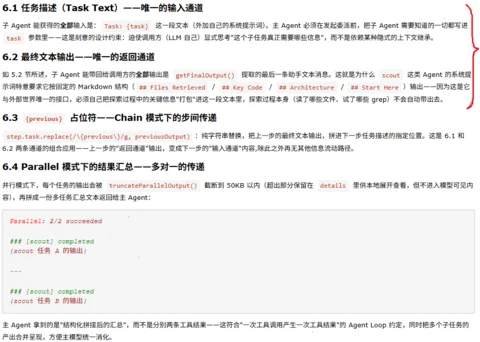 6.1 任务描述（Task Text）——唯一的输入通道
子 Agent 能获得的全部输入是： Task: {task} 这一段文本（外加自己的系统提示词）。主 Agent 必须在发起委派前，把子 Agent 需要知道的一切都写进
task 参数里——这是刻意的设计约束：迫使调用方（LLM 自己）显式思考"这个子任务真正需要哪些信息"，而不是依赖某种隐式的上下文继承。
6.2 最终文本输出——唯一的返回通道
如 5.2 节所述，子 Agent 能带回给调用方的全部输出是 getFinalOutput() 提取的最后一条助手文本消息。这就是为什么 scout 这类 Agent 的系统提
示词特意要求它按固定的 Markdown 结构（ ## Files Retrieved / ## Key Code / ## Architecture / ## Start Here ）输出——因为这是它
与外部世界唯一的接口，必须自己把探索过程中的关键信息"打包"进这一段文本里，探索过程本身（读了哪些文件、试了哪些 grep）不会自动带出去。
6.3 {previous} 占位符——Chain 模式下的步间传递
step.task.replace(/\{previous\}/g, previousOutput) ：纯字符串替换，把上一步的最终文本输出，拼进下一步任务描述的指定位置。这是 6.1 和
6.2 两条通道的组合应用——上一步的"返回通道"输出，变成下一步的"输入通道"内容,除此之外再无其他信息流动路径。
6.4 Parallel 模式下的结果汇总——多对一的传递
并行模式下，每个任务的输出会被 truncateParallelOutput() 截断到 50KB 以内（超出部分保留在 details 里供本地展开查看，但不进入模型可见内
容），再拼成一份多任务汇总文本返回给主 Agent：
Parallel: 2/2 succeeded
### [scout] completed
{scout 任务 A 的输出}
---
### [scout] completed
{scout 任务 B 的输出}
主 Agent 拿到的是"结构化拼接后的汇总"，而不是分别两条工具结果——这符合"一次工具调用产生一次工具结果"的 Agent Loop 约定，同时把多个子任务的
产出合并呈现，方便主模型统一消化。